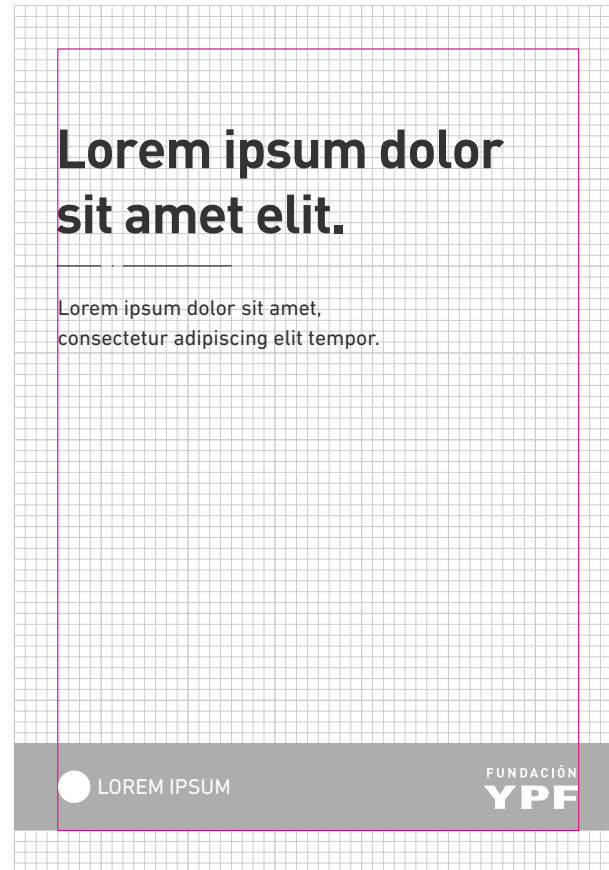 Lorem ipsum dolor
sit amet elit.
Lorem ipsum dolor sit amet,
consectetur adipiscing elit tempor.
LOREM IPSUM
FUNDACIÓN
YPF